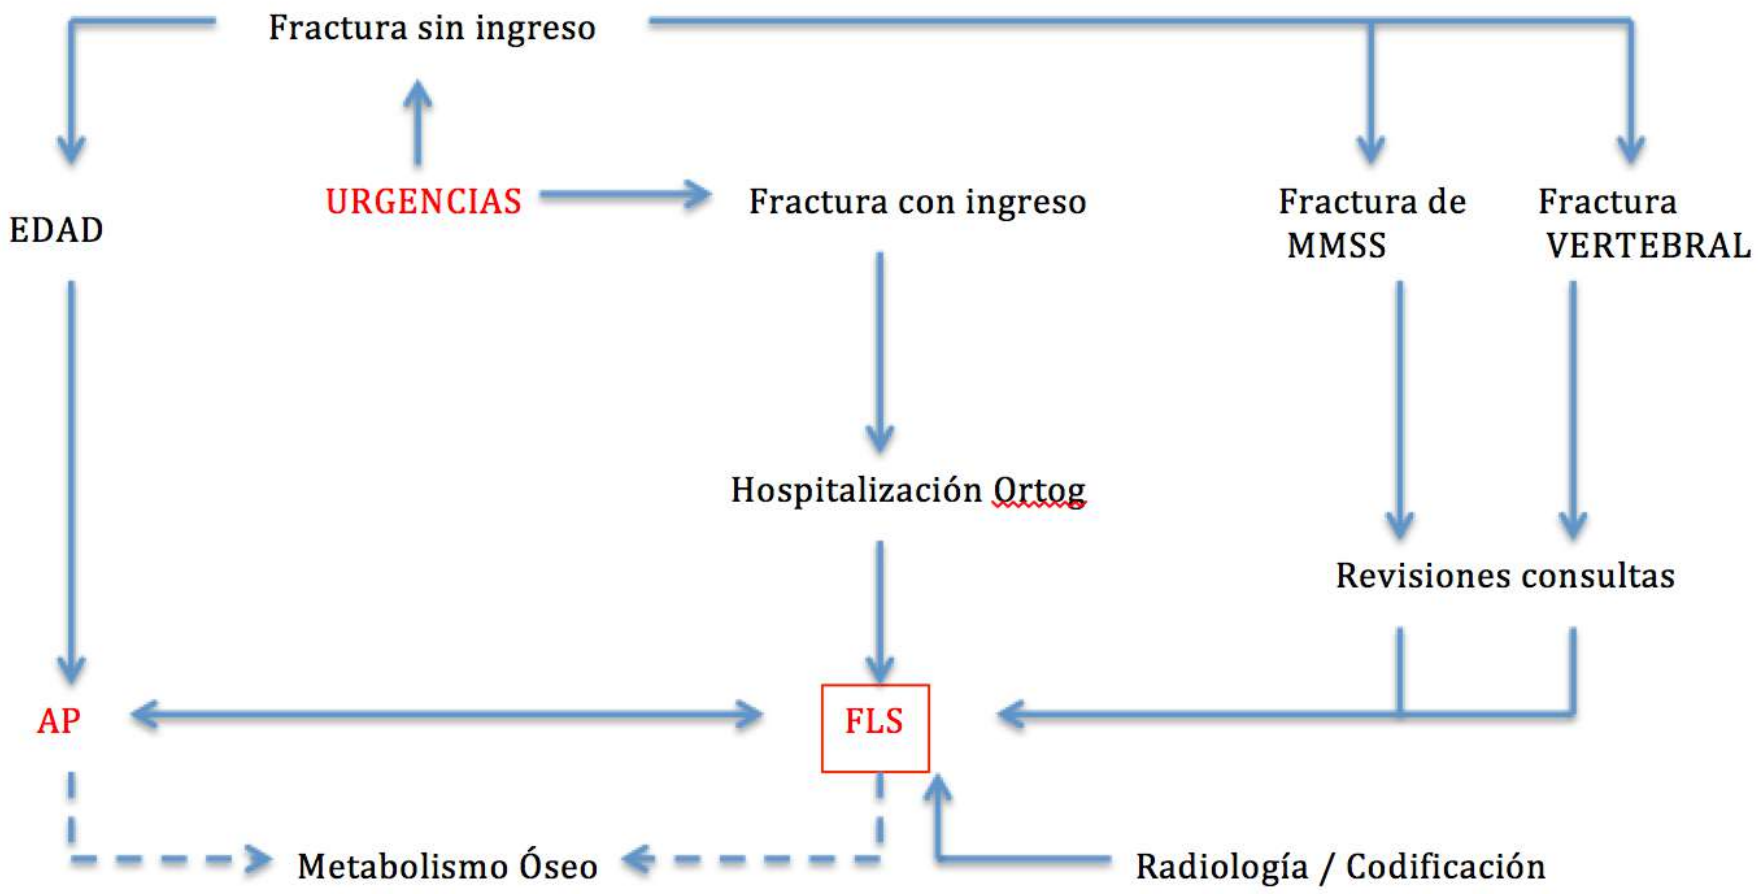 Fractura sin ingreso
URGENCIAS
Fractura con ingreso
Fractura de
MMSS
Fractura
VERTEBRAL
EDAD
Hospitalización Ortog
Revisiones consultas
AP
FLS
Metabolismo Óseo
Radiología / Codificación